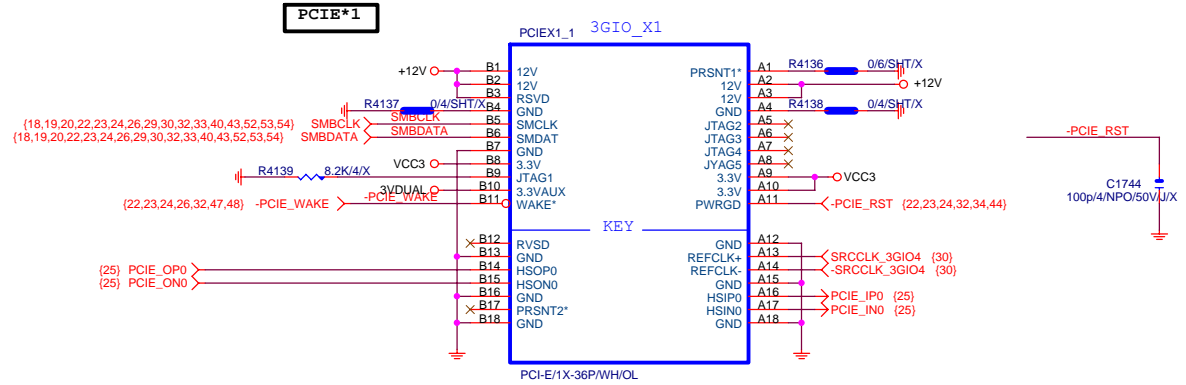 PCIE*1
PCIEX1_1 3GIO_X1
+12V B1 12V PRSNT1* A1 R4136 0/6/SHT/X
B2 12V 12V A2 +12V
B3 RSVD 12V A3
R4137 0/4/SHT/X B4 GND GND A4 R4138 0/4/SHT/X
{18,19,20,22,23,24,26,29,30,32,33,40,43,52,53,54} SMBCLK SMBCLK B5 SMCLK JTAG2 A5
{18,19,20,22,23,24,26,29,30,32,33,40,43,52,53,54} SMBDATA SMBDATA B6 SMDAT JTAG3 A6
B7 GND JTAG4 A7
VCC3 B8 3.3V JYAG5 A8
R4139 8.2K/4/X B9 JTAG1 3.3V A9 VCC3
3VDUAL B10 3.3VAUX 3.3V A10
{22,23,24,26,32,47,48} -PCIE_WAKE -PCIE_WAKE B11 WAKE* PWRGD A11 -PCIE_RST {22,23,24,32,34,44}
KEY
B12 RVSD GND A12
B13 GND REFCLK+ A13 SRCCLK_3GIO4 {30}
{25} PCIE_OP0 B14 HSOP0 REFCLK- A14 -SRCCLK_3GIO4 {30}
{25} PCIE_ON0 B15 HSON0 GND A15
B16 GND HSIP0 A16 PCIE_IP0 {25}
B17 PRSNT2* HSIN0 A17 PCIE_IN0 {25}
B18 GND GND A18
PCI-E/1X-36P/WH/OL
-PCIE_RST
C1744
100p/4/NPO/50V/J/X